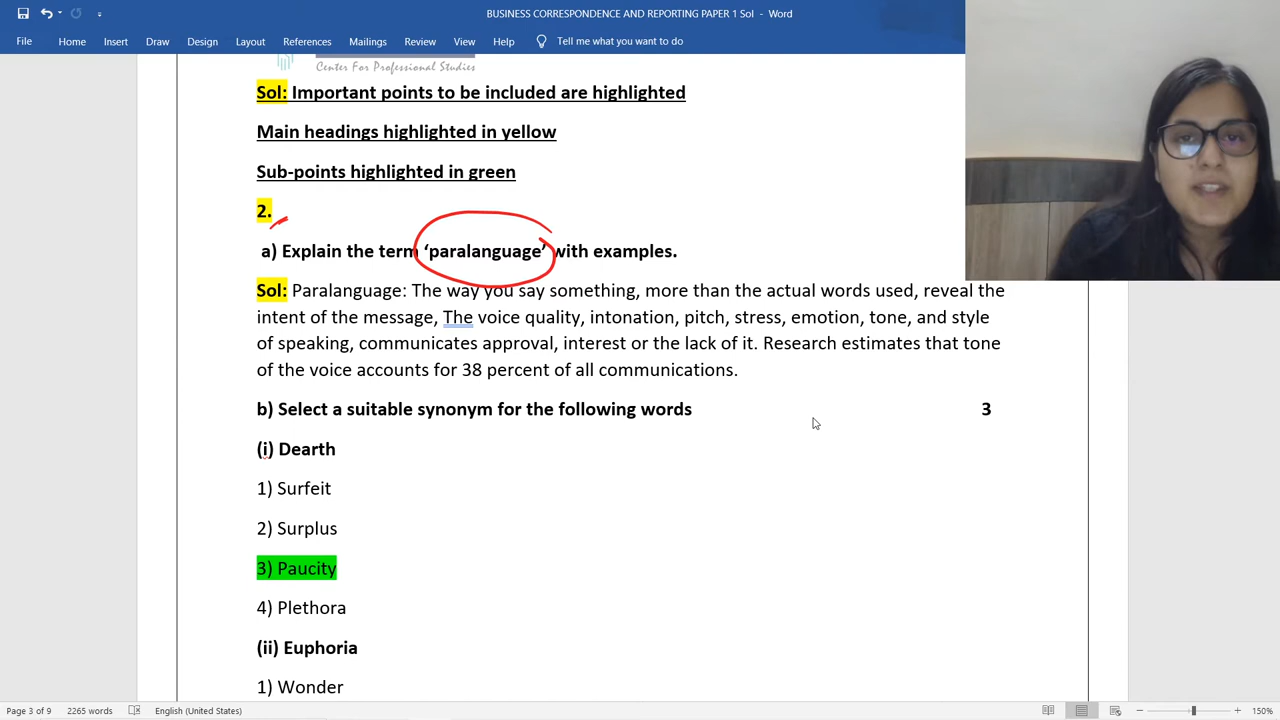 BUSINESS CORRESPONDENCE AND REPORTING PAPER 1 Sol - Word
File Home Insert Draw Design Layout References Mailings Review View Help Tell me what you want to do
Center For Professional Studies
Sol: Important points to be included are highlighted
Main headings highlighted in yellow
Sub-points highlighted in green
2.
a) Explain the term ‘paralanguage’ with examples.
Sol: Paralanguage: The way you say something, more than the actual words used, reveal the
intent of the message, The voice quality, intonation, pitch, stress, emotion, tone, and style
of speaking, communicates approval, interest or the lack of it. Research estimates that tone
of the voice accounts for 38 percent of all communications.
b) Select a suitable synonym for the following words 3
(i) Dearth
1) Surfeit
2) Surplus
3) Paucity
4) Plethora
(ii) Euphoria
1) Wonder
Page 3 of 9 2265 words English (United States) 150%